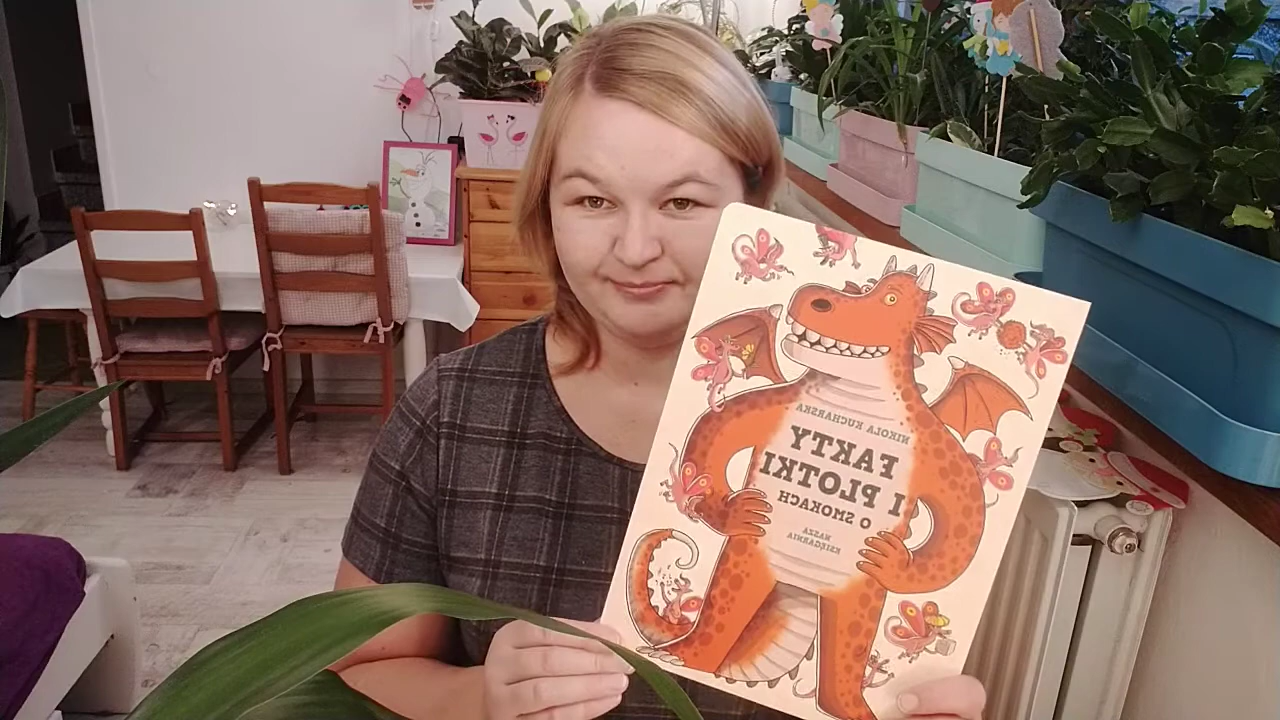 NIKOLA KUCHARSKA
FAKTY
I PLOTKI
O SMOKACH
NASZA
KSIĘGARNIA